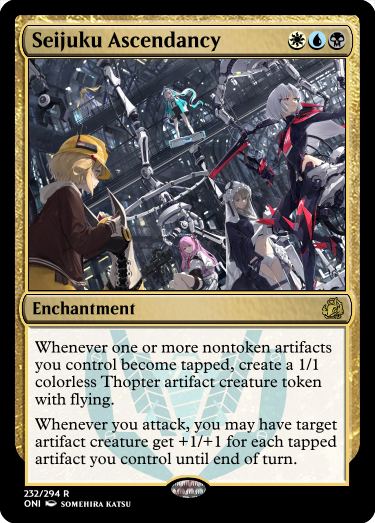 Seijuku Ascendancy
Enchantment
Whenever one or more nontoken artifacts
you control become tapped, create a 1/1
colorless Thopter artifact creature token
with flying.
Whenever you attack, you may have target
artifact creature get +1/+1 for each tapped
artifact you control until end of turn.
232/294 R
ONI SOMEHIRA KATSU